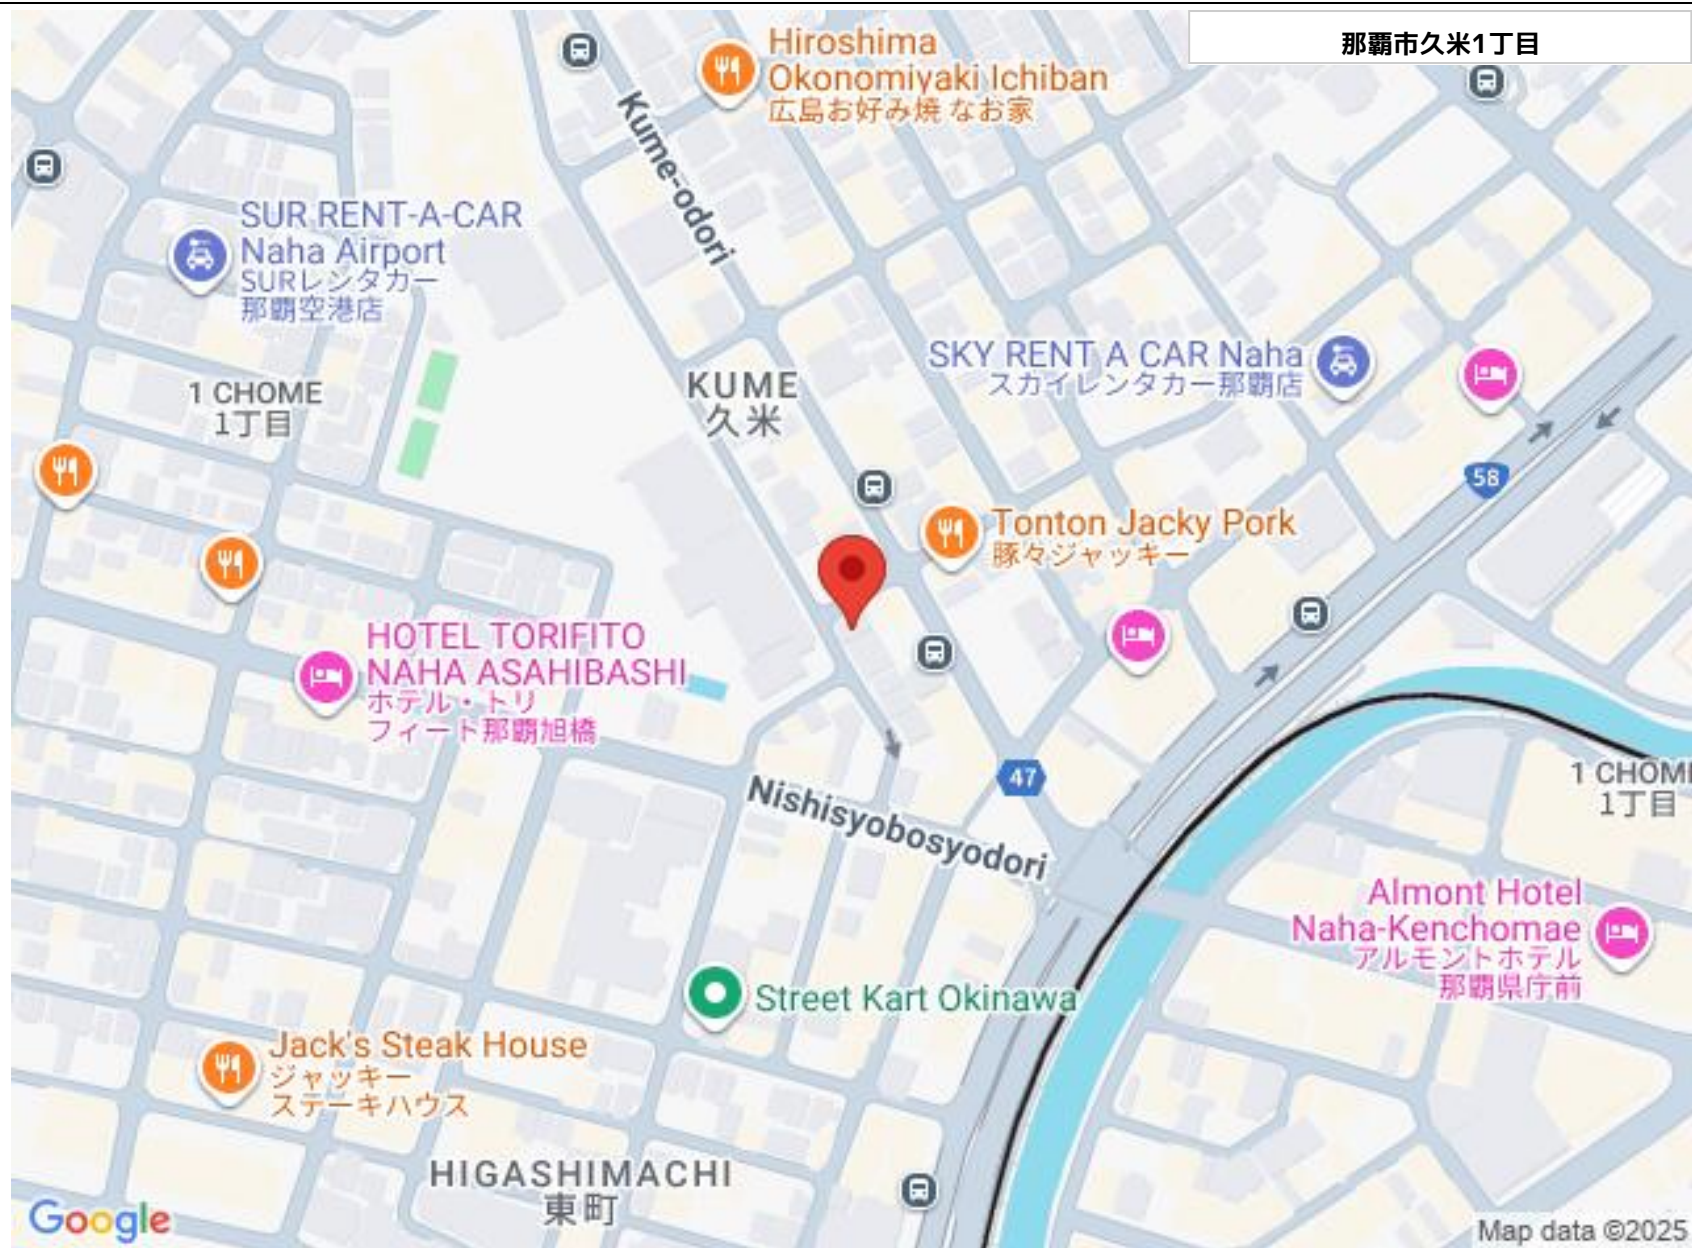 那覇市久米1丁目
Hiroshima
Okonomiyaki Ichiban
広島お好み焼 なお家
Kume-odori
SUR RENT-A-CAR
Naha Airport
SURレンタカー
那覇空港店
SKY RENT A CAR Naha
スカイレンタカー那覇店
KUME
久米
1 CHOME
1丁目
58
Tonton Jacky Pork
豚々ジャッキー
HOTEL TORIFITO
NAHA ASAHIBASHI
ホテル・トリ
フィート那覇旭橋
47
1 CHOM
1丁目
Nishisyobosyodori
Almont Hotel
Naha-Kenchomae
アルモントホテル
那覇県庁前
Street Kart Okinawa
Jack's Steak House
ジャッキー
ステーキハウス
HIGASHIMACHI
東町
Google
Map data ©2025